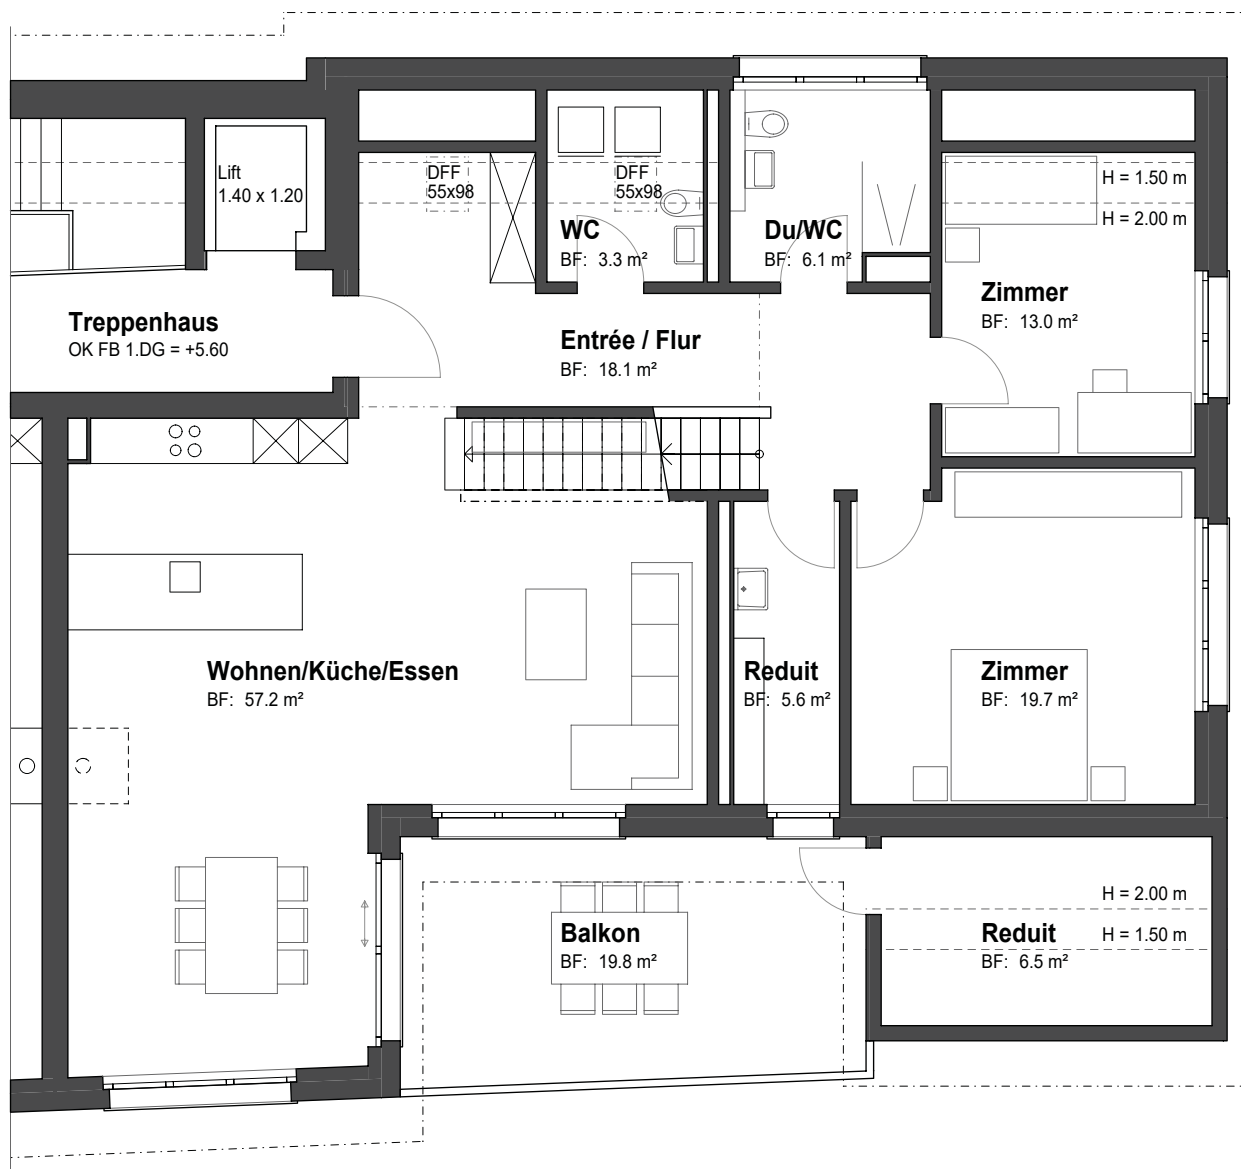 Lift
1.40 x 1.20
DFF
55x98
DFF
55x98
H = 1.50 m
H = 2.00 m
WC
BF: 3.3 m²
Du/WC
BF: 6.1 m²
Zimmer
BF: 13.0 m²
Treppenhaus
OK FB 1.DG = +5.60
Entrée / Flur
BF: 18.1 m²
Wohnen/Küche/Essen
BF: 57.2 m²
Reduit
BF: 5.6 m²
Zimmer
BF: 19.7 m²
Balkon
BF: 19.8 m²
H = 2.00 m
Reduit
BF: 6.5 m²
H = 1.50 m